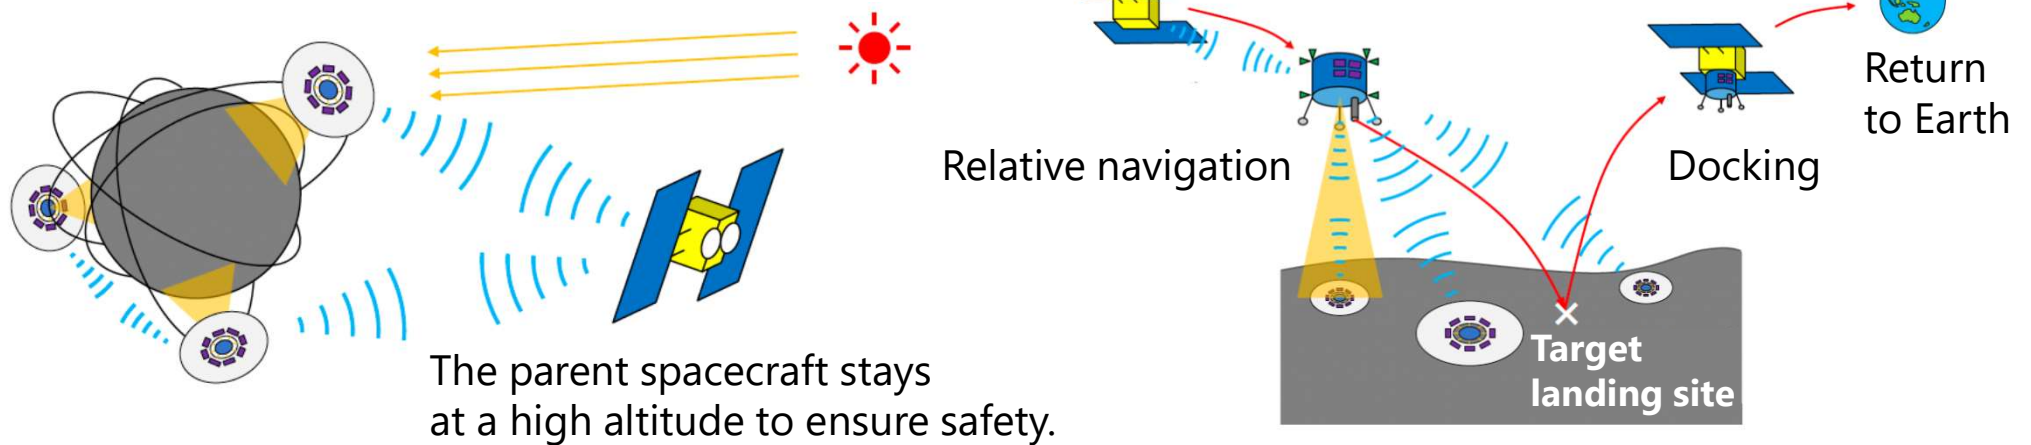 The parent spacecraft stays
at a high altitude to ensure safety.
Relative navigation
Target
landing site
Docking
Return
to Earth